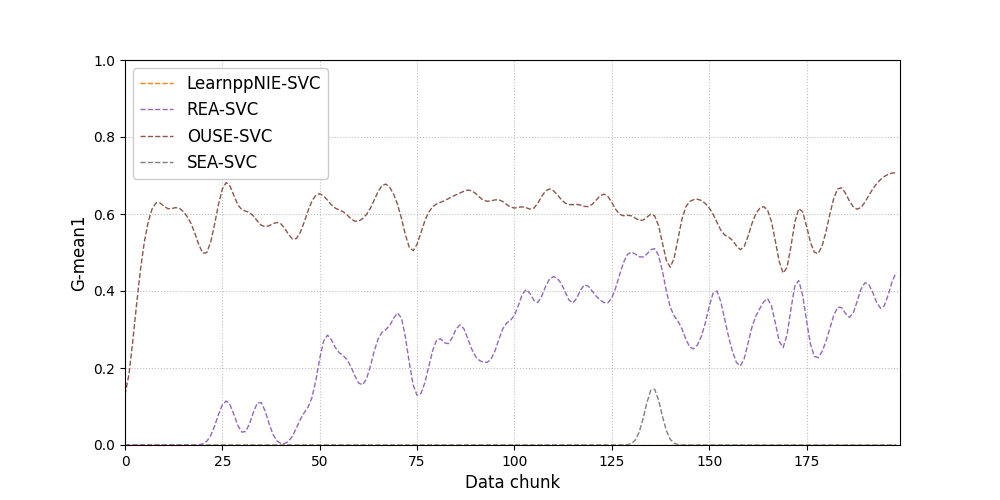 1.0
0.8
0.6
0.4
0.2
0.0
G-mean1
LearnppNIE-SVC
REA-SVC
OUSE-SVC
SEA-SVC
0 25 50 75 100 125 150 175
Data chunk